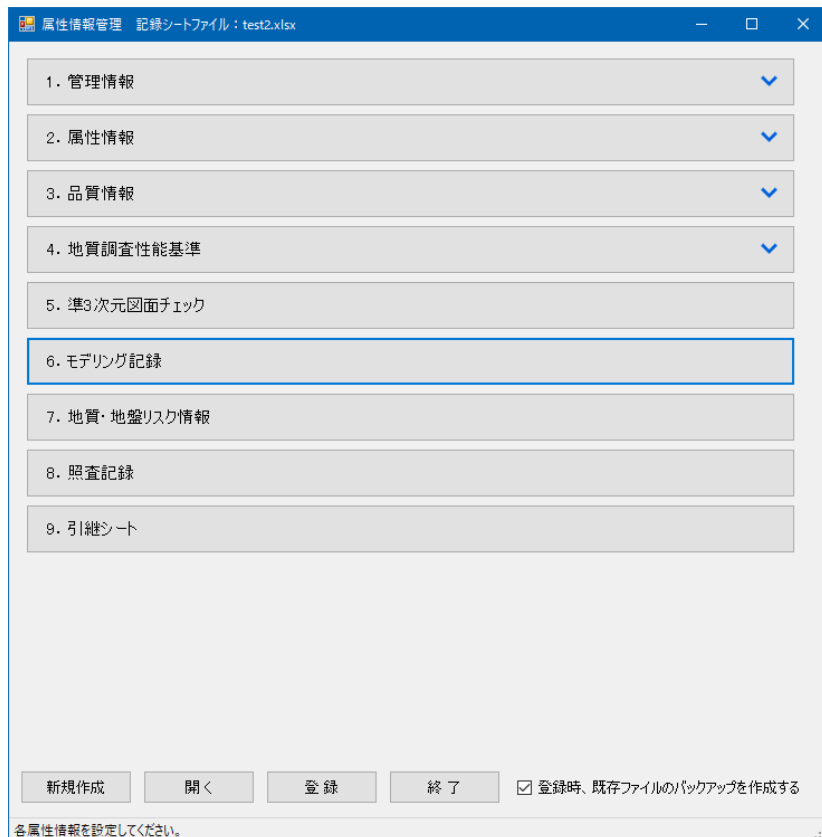 属性情報管理　記録シートファイル：test2.xlsx
1. 管理情報
2. 属性情報
3. 品質情報
4. 地質調査性能基準
5. 準3次元図面チェック
6. モデリング記録
7. 地質・地盤リスク情報
8. 照査記録
9. 引継シート
新規作成 開く 登録 終了 登録時、既存ファイルのバックアップを作成する
各属性情報を設定してください。